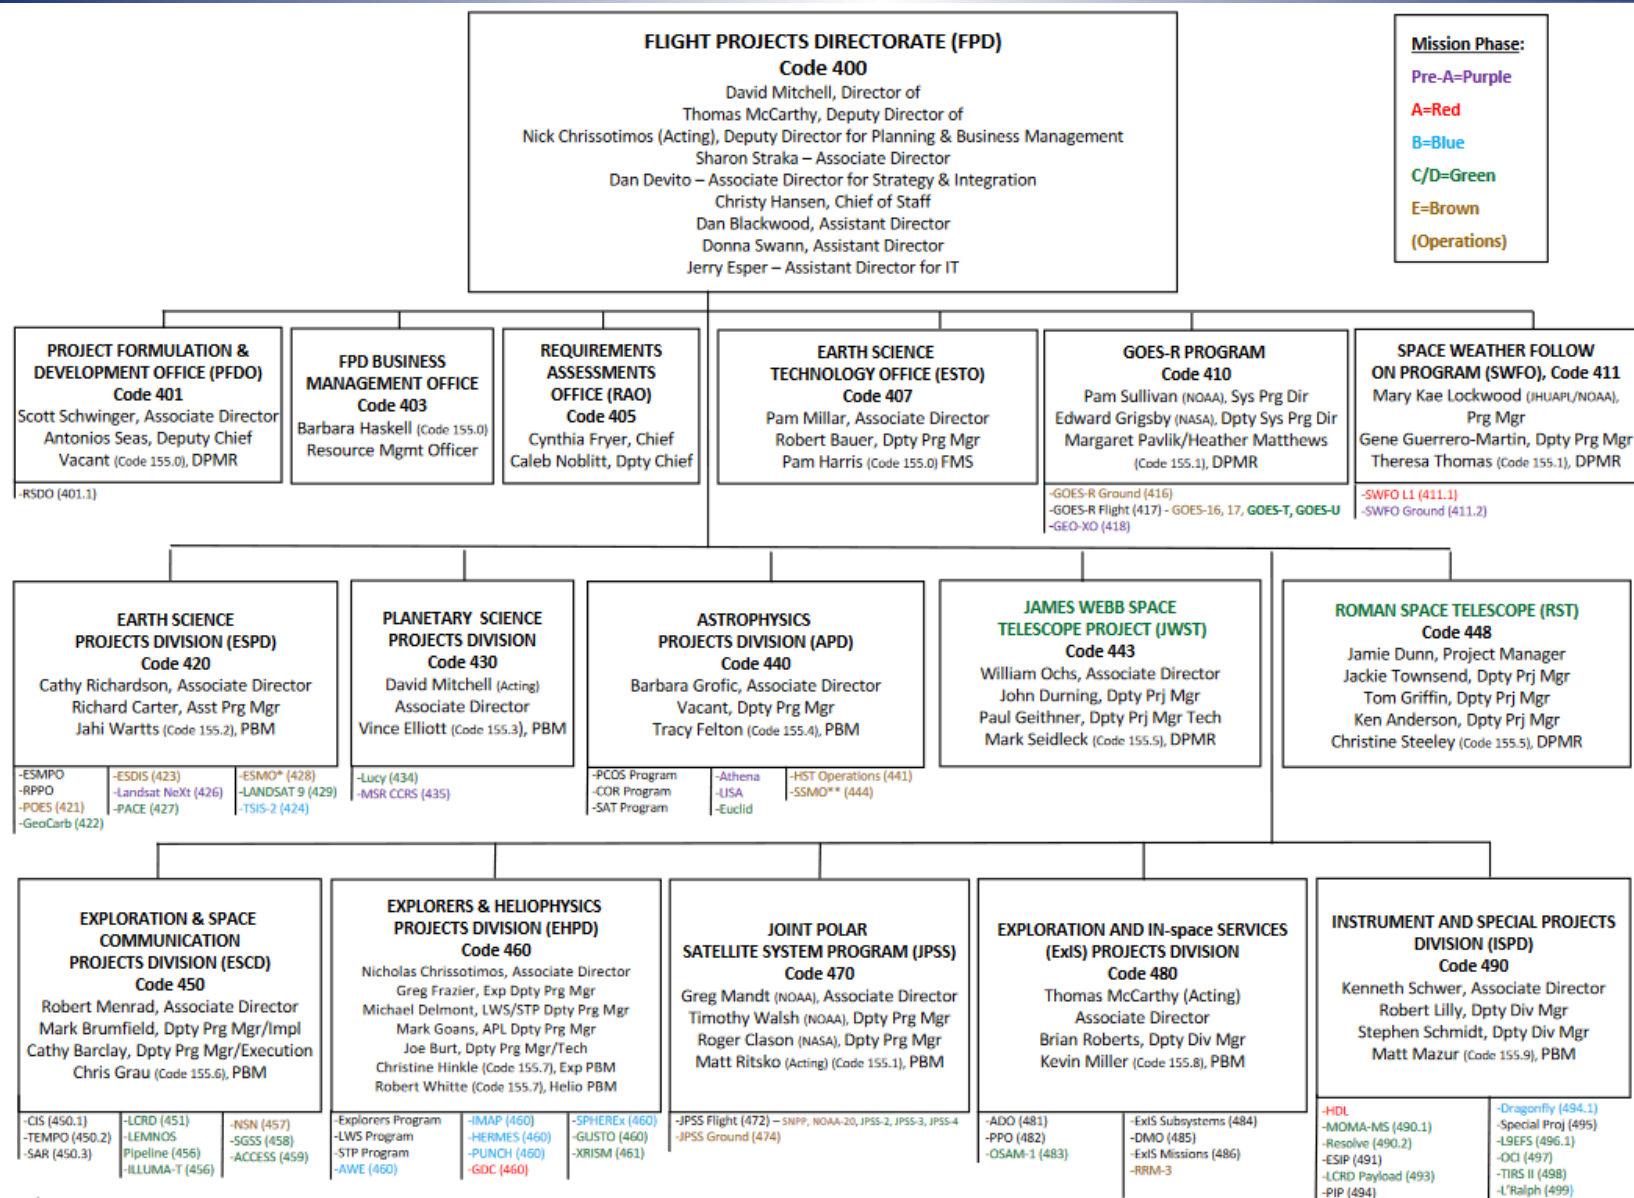 FLIGHT PROJECTS DIRECTORATE (FPD)
Code 400
David Mitchell, Director of
Thomas McCarthy, Deputy Director of
Nick Chrissotimos (Acting), Deputy Director for Planning & Business Management
Sharon Straka – Associate Director
Dan Devito – Associate Director for Strategy & Integration
Christy Hansen, Chief of Staff
Dan Blackwood, Assistant Director
Donna Swann, Assistant Director
Jerry Esper – Assistant Director for IT
Mission Phase:
Pre-A=Purple
A=Red
B=Blue
C/D=Green
E=Brown
(Operations)
PROJECT FORMULATION &
DEVELOPMENT OFFICE (PFDO)
Code 401
Scott Schwinger, Associate Director
Antonios Seas, Deputy Chief
Vacant (Code 155.0), DPMR
-RSDO (401.1)
FPD BUSINESS
MANAGEMENT OFFICE
Code 403
Barbara Haskell (Code 155.0)
Resource Mgmt Officer
REQUIREMENTS
ASSESSMENTS
OFFICE (RAO)
Code 405
Cynthia Fryer, Chief
Caleb Noblitt, Dpty Chief
EARTH SCIENCE
TECHNOLOGY OFFICE (ESTO)
Code 407
Pam Millar, Associate Director
Robert Bauer, Dpty Prg Mgr
Pam Harris (Code 155.0) FMS
GOES-R PROGRAM
Code 410
Pam Sullivan (NOAA), Sys Prg Dir
Edward Grigsby (NASA), Dpty Sys Prg Dir
Margaret Pavlik/Heather Matthews
(Code 155.1), DPMR
-GOES-R Ground (416)
-GOES-R Flight (417) - GOES-16, 17, GOES-T, GOES-U
-GEO-XO (418)
SPACE WEATHER FOLLOW
ON PROGRAM (SWFO), Code 411
Mary Kae Lockwood (JHUAPL/NOAA),
Prg Mgr
Gene Guerrero-Martin, Dpty Prg Mgr
Theresa Thomas (Code 155.1), DPMR
-SWFO L1 (411.1)
-SWFO Ground (411.2)
EARTH SCIENCE
PROJECTS DIVISION (ESPD)
Code 420
Cathy Richardson, Associate Director
Richard Carter, Asst Prg Mgr
Jahi Wartts (Code 155.2), PBM
-ESMPO
-RPPO
-POES (421)
-GeoCarb (422)
-ESDIS (423)
-Landsat NeXt (426)
-PACE (427)
-ESMO* (428)
-LANDSAT 9 (429)
-TSIS-2 (424)
PLANETARY SCIENCE
PROJECTS DIVISION
Code 430
David Mitchell (Acting)
Associate Director
Vince Elliott (Code 155.3), PBM
-Lucy (434)
-MSR CCRS (435)
ASTROPHYSICS
PROJECTS DIVISION (APD)
Code 440
Barbara Grofic, Associate Director
Vacant, Dpty Prg Mgr
Tracy Felton (Code 155.4), PBM
-PCOS Program
-COR Program
-SAT Program
-Athena
-LISA
-Euclid
-HST Operations (441)
-SSMO** (444)
JAMES WEBB SPACE
TELESCOPE PROJECT (JWST)
Code 443
William Ochs, Associate Director
John Durning, Dpty Prj Mgr
Paul Geithner, Dpty Prj Mgr Tech
Mark Seidleck (Code 155.5), DPMR
ROMAN SPACE TELESCOPE (RST)
Code 448
Jamie Dunn, Project Manager
Jackie Townsend, Dpty Prj Mgr
Tom Griffin, Dpty Prj Mgr
Ken Anderson, Dpty Prj Mgr
Christine Steeley (Code 155.5), DPMR
EXPLORATION & SPACE
COMMUNICATION
PROJECTS DIVISION (ESCD)
Code 450
Robert Menrad, Associate Director
Mark Brumfield, Dpty Prg Mgr/Impl
Cathy Barclay, Dpty Prg Mgr/Execution
Chris Grau (Code 155.6), PBM
-CIS (450.1)
-TEMPO (450.2)
-SAR (450.3)
-LCRD (451)
-LEMNOS
Pipeline (456)
-ILLUMA-T (456)
-NSN (457)
-SGSS (458)
-ACCESS (459)
EXPLORERS & HELIOPHYSICS
PROJECTS DIVISION (EHPD)
Code 460
Nicholas Chrissotimos, Associate Director
Greg Frazier, Exp Dpty Prg Mgr
Michael Delmont, LWS/STP Dpty Prg Mgr
Mark Goans, APL Dpty Prg Mgr
Joe Burt, Dpty Prg Mgr/Tech
Christine Hinkle (Code 155.7), Exp PBM
Robert Whitte (Code 155.7), Helio PBM
-Explorers Program
-LWS Program
-STP Program
-AWE (460)
-IMAP (460)
-HERMES (460)
-PUNCH (460)
-GDC (460)
-SPHEREx (460)
-GUSTO (460)
-XRISM (461)
JOINT POLAR
SATELLITE SYSTEM PROGRAM (JPSS)
Code 470
Greg Mandt (NOAA), Associate Director
Timothy Walsh (NOAA), Dpty Prg Mgr
Roger Clason (NASA), Dpty Prg Mgr
Matt Ritsko (Acting) (Code 155.1), PBM
-JPSS Flight (472) – SNPP, NOAA-20, JPSS-2, JPSS-3, JPSS-4
-JPSS Ground (474)
EXPLORATION AND IN-space SERVICES
(ExIS) PROJECTS DIVISION
Code 480
Thomas McCarthy (Acting)
Associate Director
Brian Roberts, Dpty Div Mgr
Kevin Miller (Code 155.8), PBM
-ADO (481)
-PPO (482)
-OSAM-1 (483)
-ExIS Subsystems (484)
-DMO (485)
-ExIS Missions (486)
-RRM-3
INSTRUMENT AND SPECIAL PROJECTS
DIVISION (ISPD)
Code 490
Kenneth Schwer, Associate Director
Robert Lilly, Dpty Div Mgr
Stephen Schmidt, Dpty Div Mgr
Matt Mazur (Code 155.9), PBM
-HDL
-MOMA-MS (490.1)
-Resolve (490.2)
-ESIP (491)
-LCRD Payload (493)
-PIP (494)
-Dragonfly (494.1)
-Special Proj (495)
-L9EFS (496.1)
-OCI (497)
-TIRS II (498)
-L'Ralph (499)